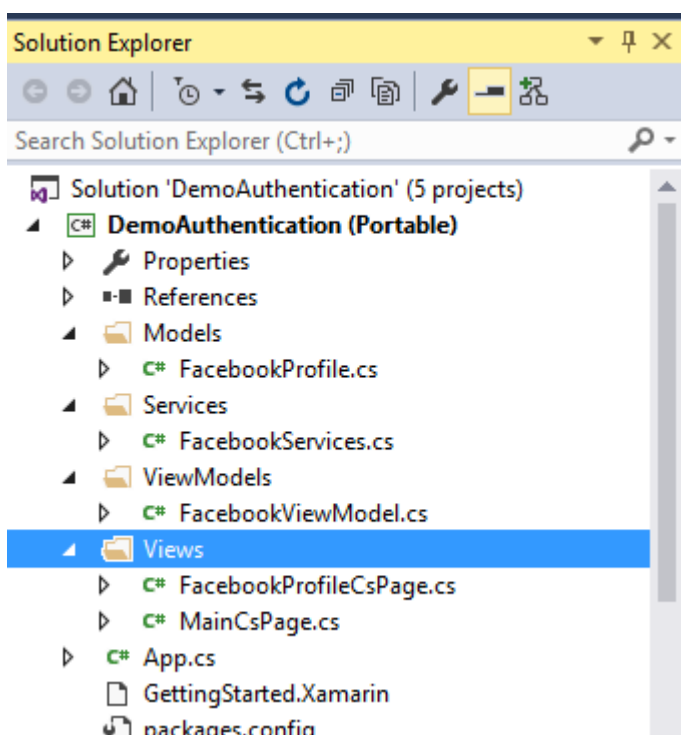 Solution Explorer
Search Solution Explorer (Ctrl+;)
Solution 'DemoAuthentication' (5 projects)
C# DemoAuthentication (Portable)
Properties
References
Models
C# FacebookProfile.cs
Services
C# FacebookServices.cs
ViewModels
C# FacebookViewModel.cs
Views
C# FacebookProfileCsPage.cs
C# MainCsPage.cs
C# App.cs
GettingStarted.Xamarin
packages.config